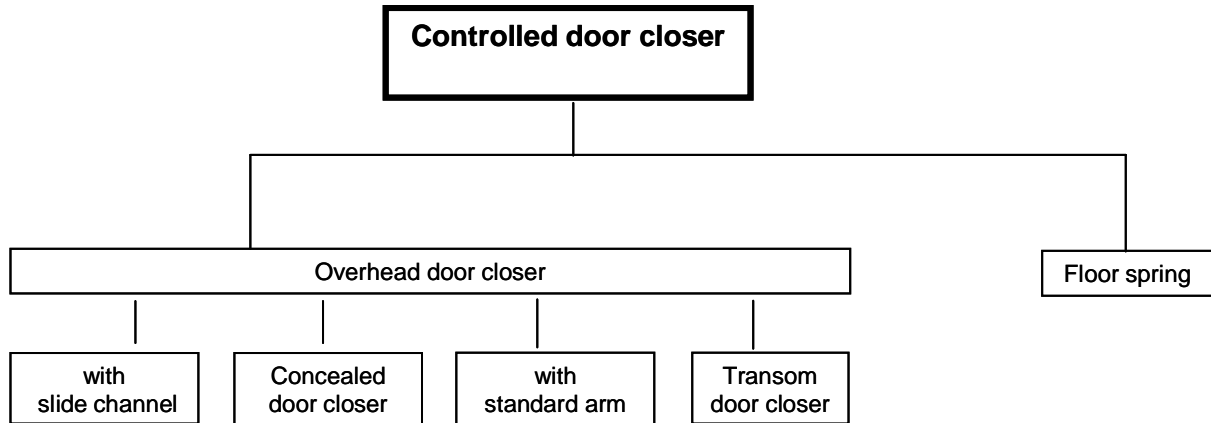 Controlled door closer
Overhead door closer
Floor spring
with
slide channel
Concealed
door closer
with
standard arm
Transom
door closer